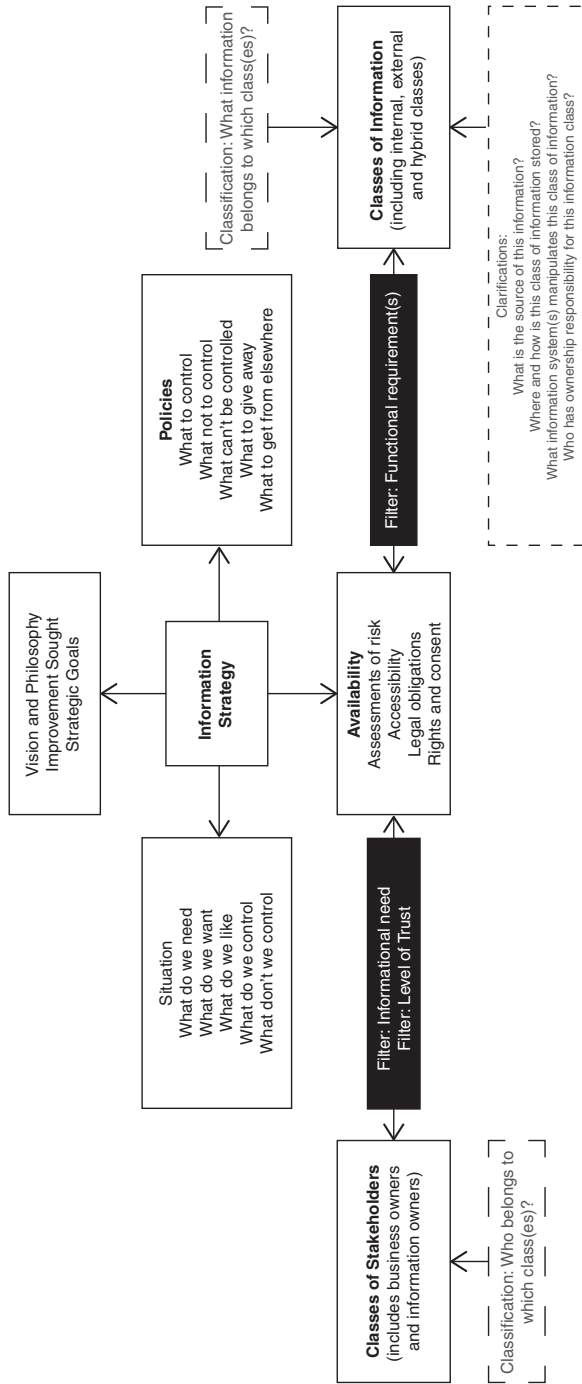 Vision and Philosophy
Improvement Sought
Strategic Goals
Situation
What do we need
What do we want
What do we like
What do we control
What don't we control
Information
Strategy
Policies
What to control
What not to control
What can't be controlled
What to give away
What to get from elsewhere
Classification: What information
belongs to which class(es)?
Classes of Stakeholders
(includes business owners
and information owners)
Filter: Informational need
Filter: Level of Trust
Availability
Assessments of risk
Accessibility
Legal obligations
Rights and consent
Filter: Functional requirement(s)
Classes of Information
(including internal, external
and hybrid classes)
Classification: Who belongs to
which class(es)?
Clarifications:
What is the source of this information?
Where and how is this class of information stored?
What information system(s) manipulates this class of information?
Who has ownership responsibility for this information class?